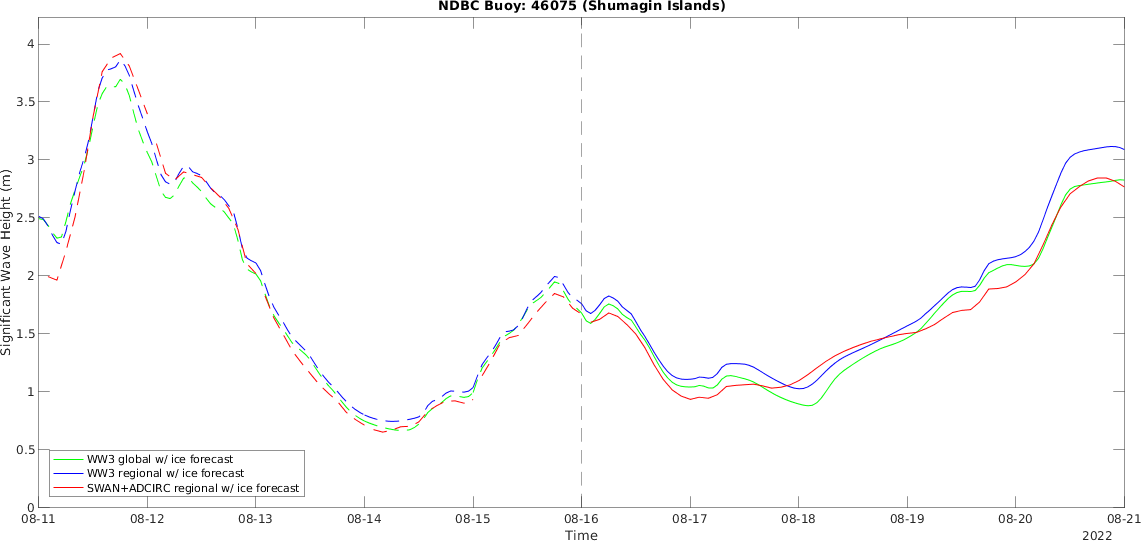 NDBC Buoy: 46075 (Shumagin Islands)
Significant Wave Height (m)
4
3.5
3
2.5
2
1.5
1
0.5
0
WW3 global w/ ice forecast
WW3 regional w/ ice forecast
SWAN+ADCIRC regional w/ ice forecast
08-11 08-12 08-13 08-14 08-15 08-16 08-17 08-18 08-19 08-20 08-21
Time 2022